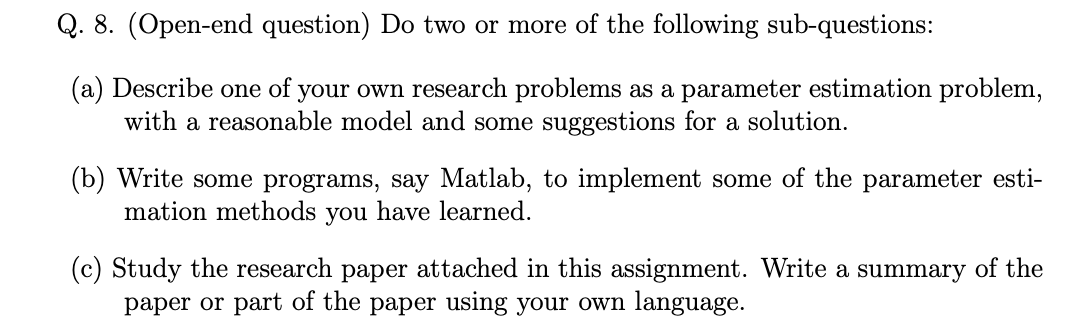 Q. 8. (Open-end question) Do two or more of the following sub-questions:
(a) Describe one of your own research problems as a parameter estimation problem,
with a reasonable model and some suggestions for a solution.
(b) Write some programs, say Matlab, to implement some of the parameter esti-
mation methods you have learned.
(c) Study the research paper attached in this assignment. Write a summary of the
paper or part of the paper using your own language.